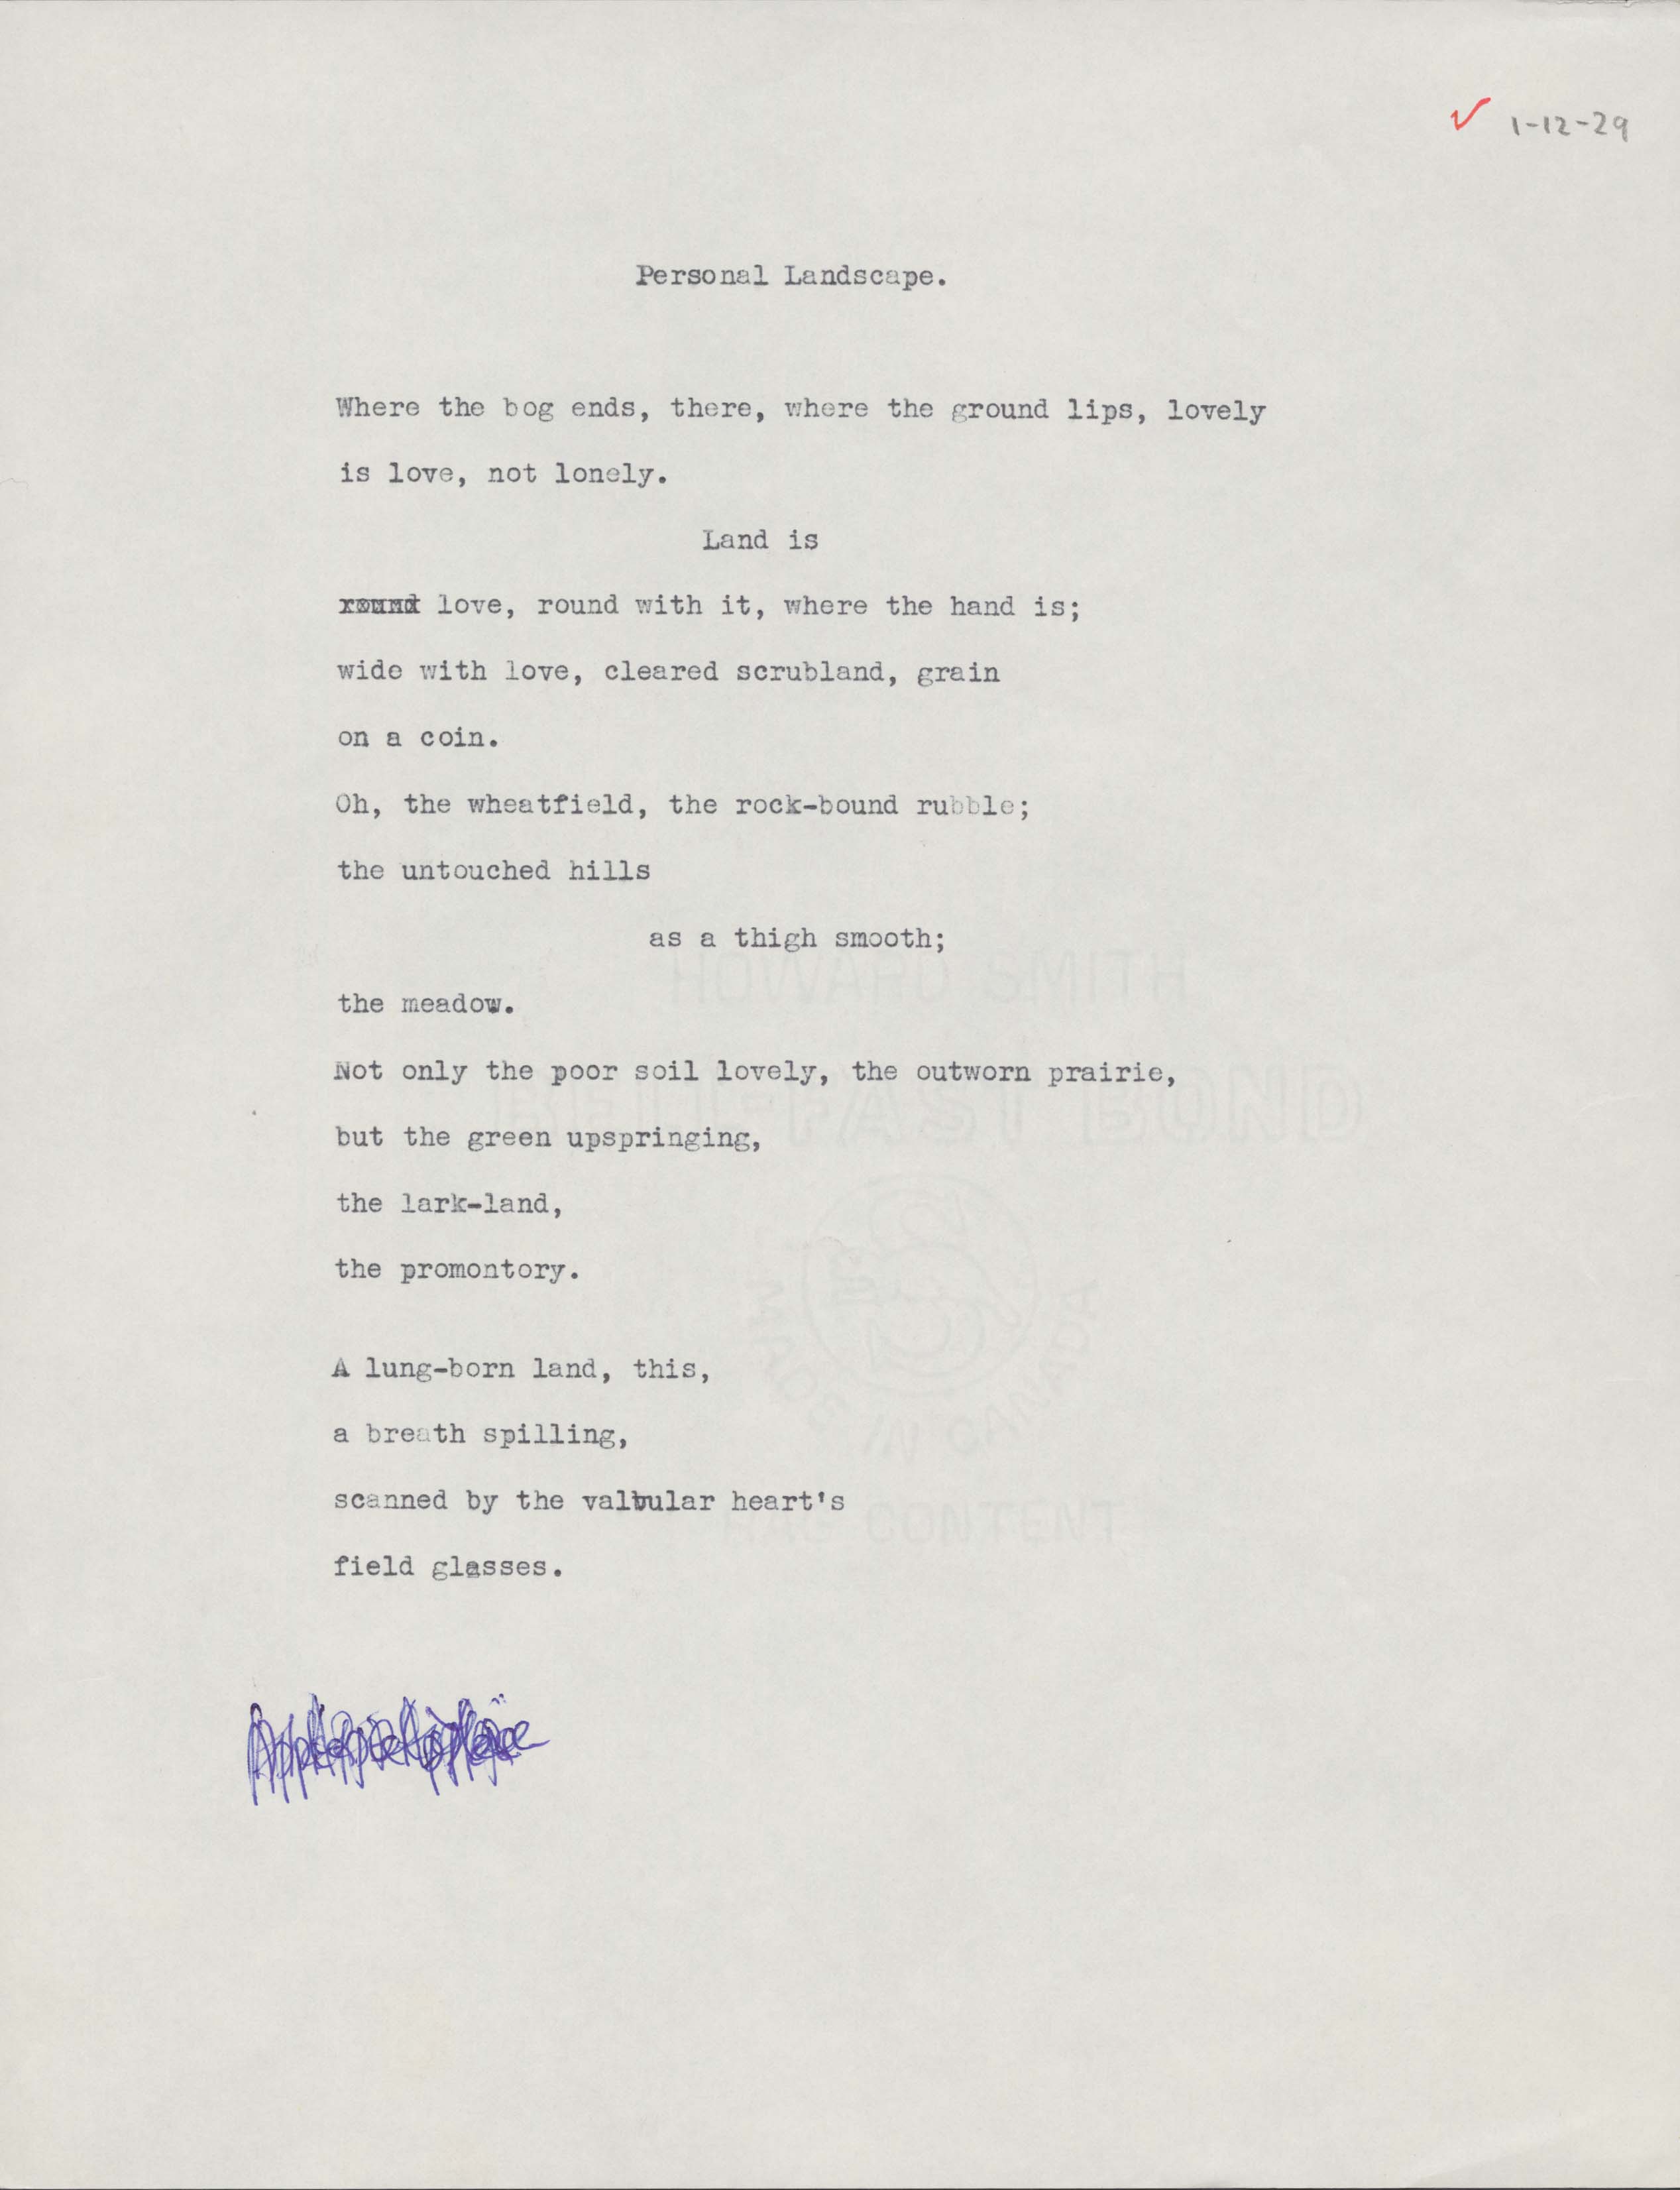 ✓ 1-12-29
Personal Landscape.
Where the bog ends, there, where the ground lips, lovely
is love, not lonely.
Land is
round love, round with it, where the hand is;
wide with love, cleared scrubland, grain
on a coin.
Oh, the wheatfield, the rock-bound rubble;
the untouched hills
as a thigh smooth;
HOWARD SMITH
the meadow.
Not only the poor soil lovely, the outworn prairie,
BELL-FAST BOND
but the green upspringing,
the lark-land,
the promontory.
MADE IN CANADA
A lung-born land, this,
a breath spilling,
scanned by the valvular heart's
RAG CONTENT
field glasses.